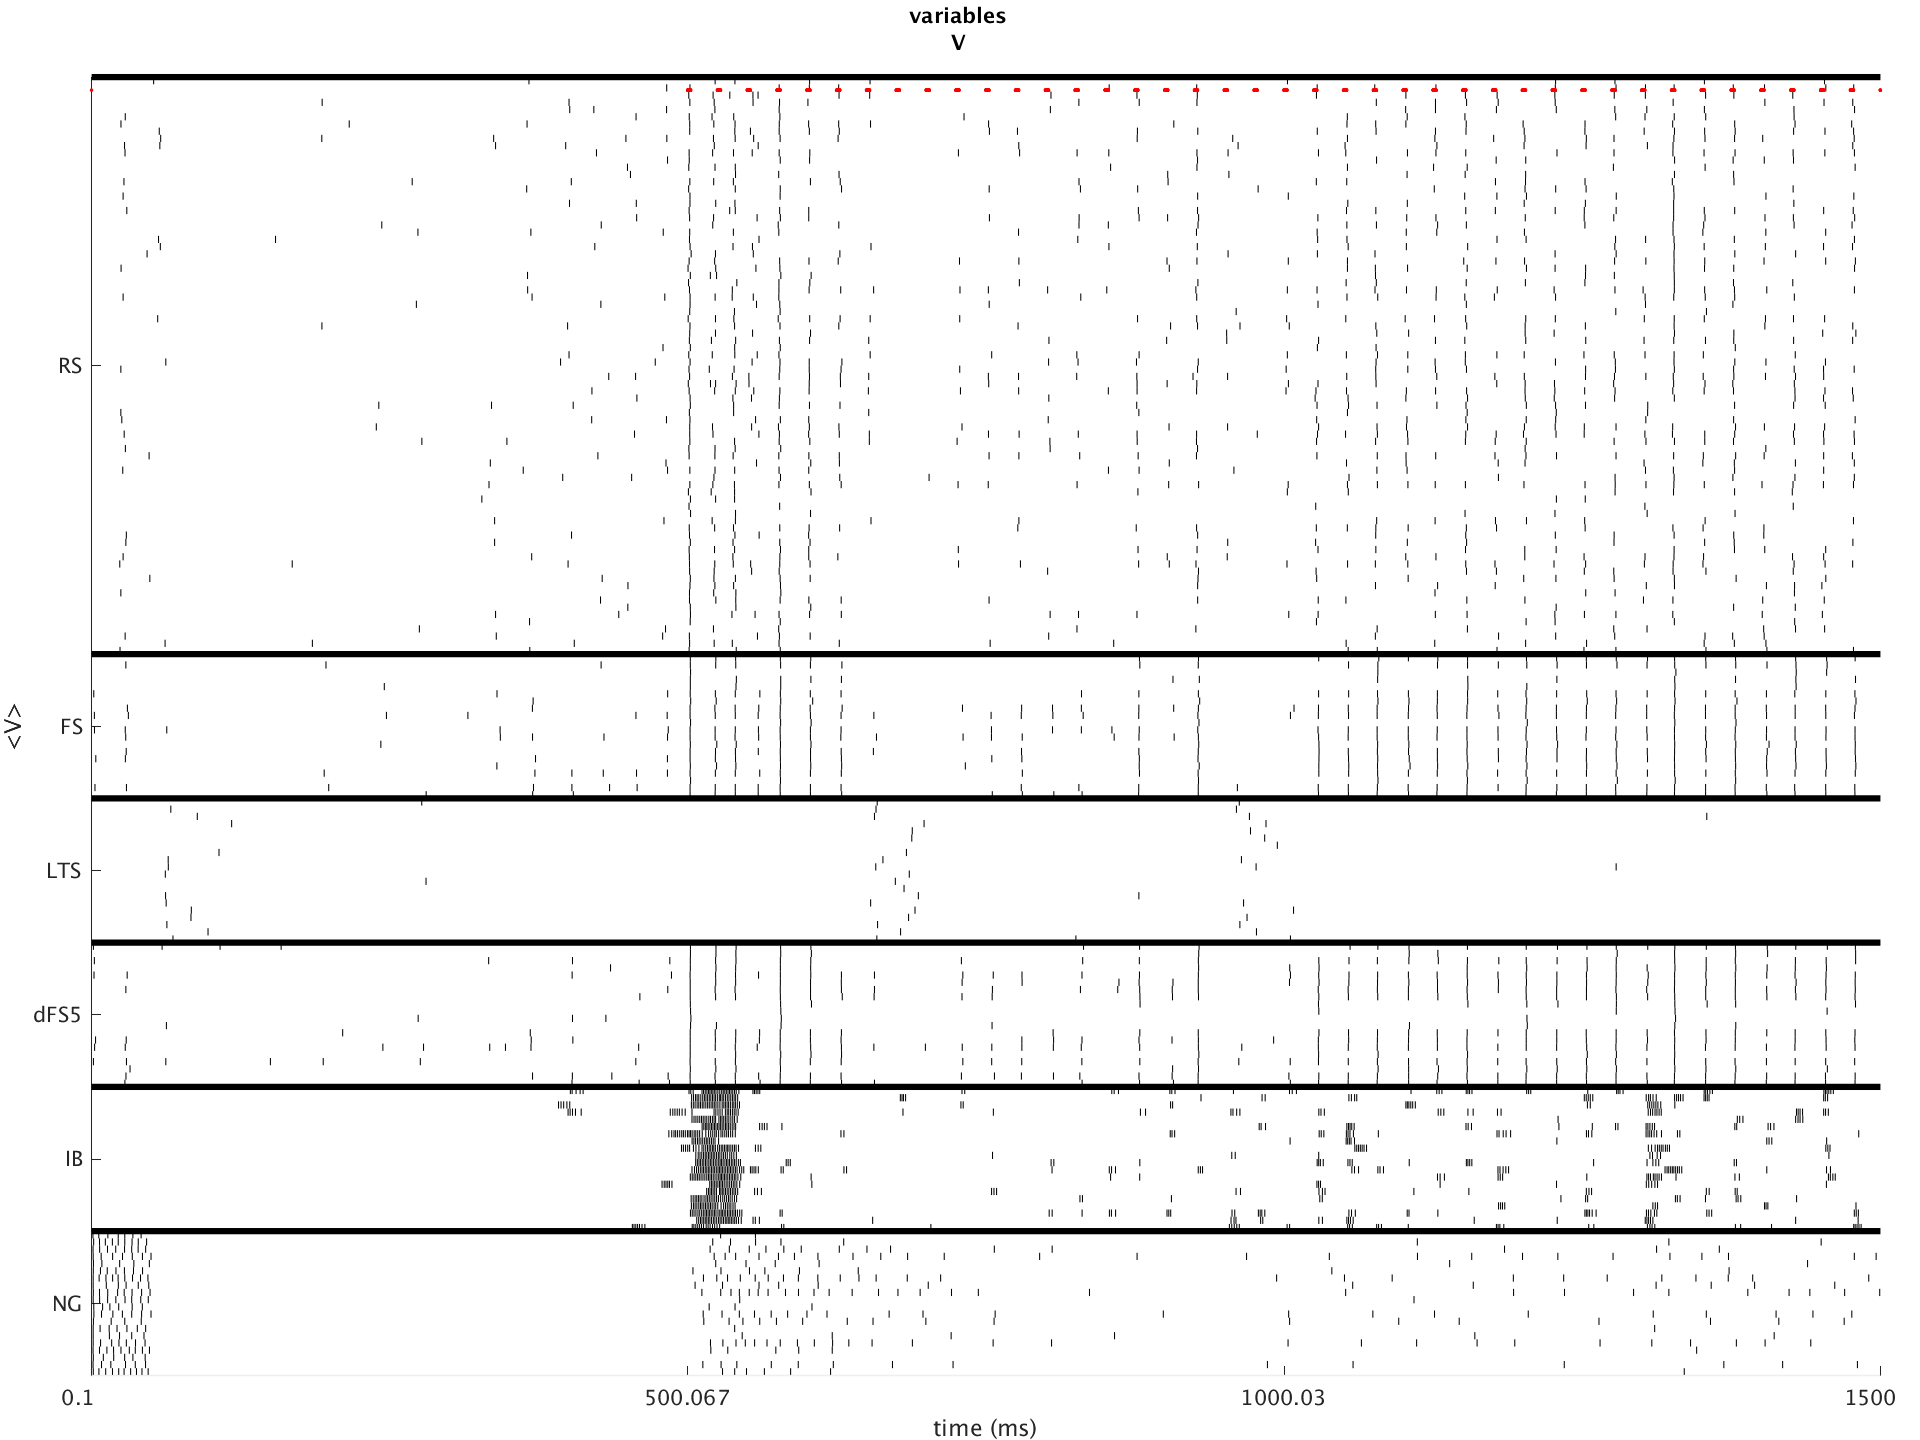 variables
V
RS
FS
<V>
LTS
dFS5
IB
NG
0.1
500.067
1000.03
1500
time (ms)